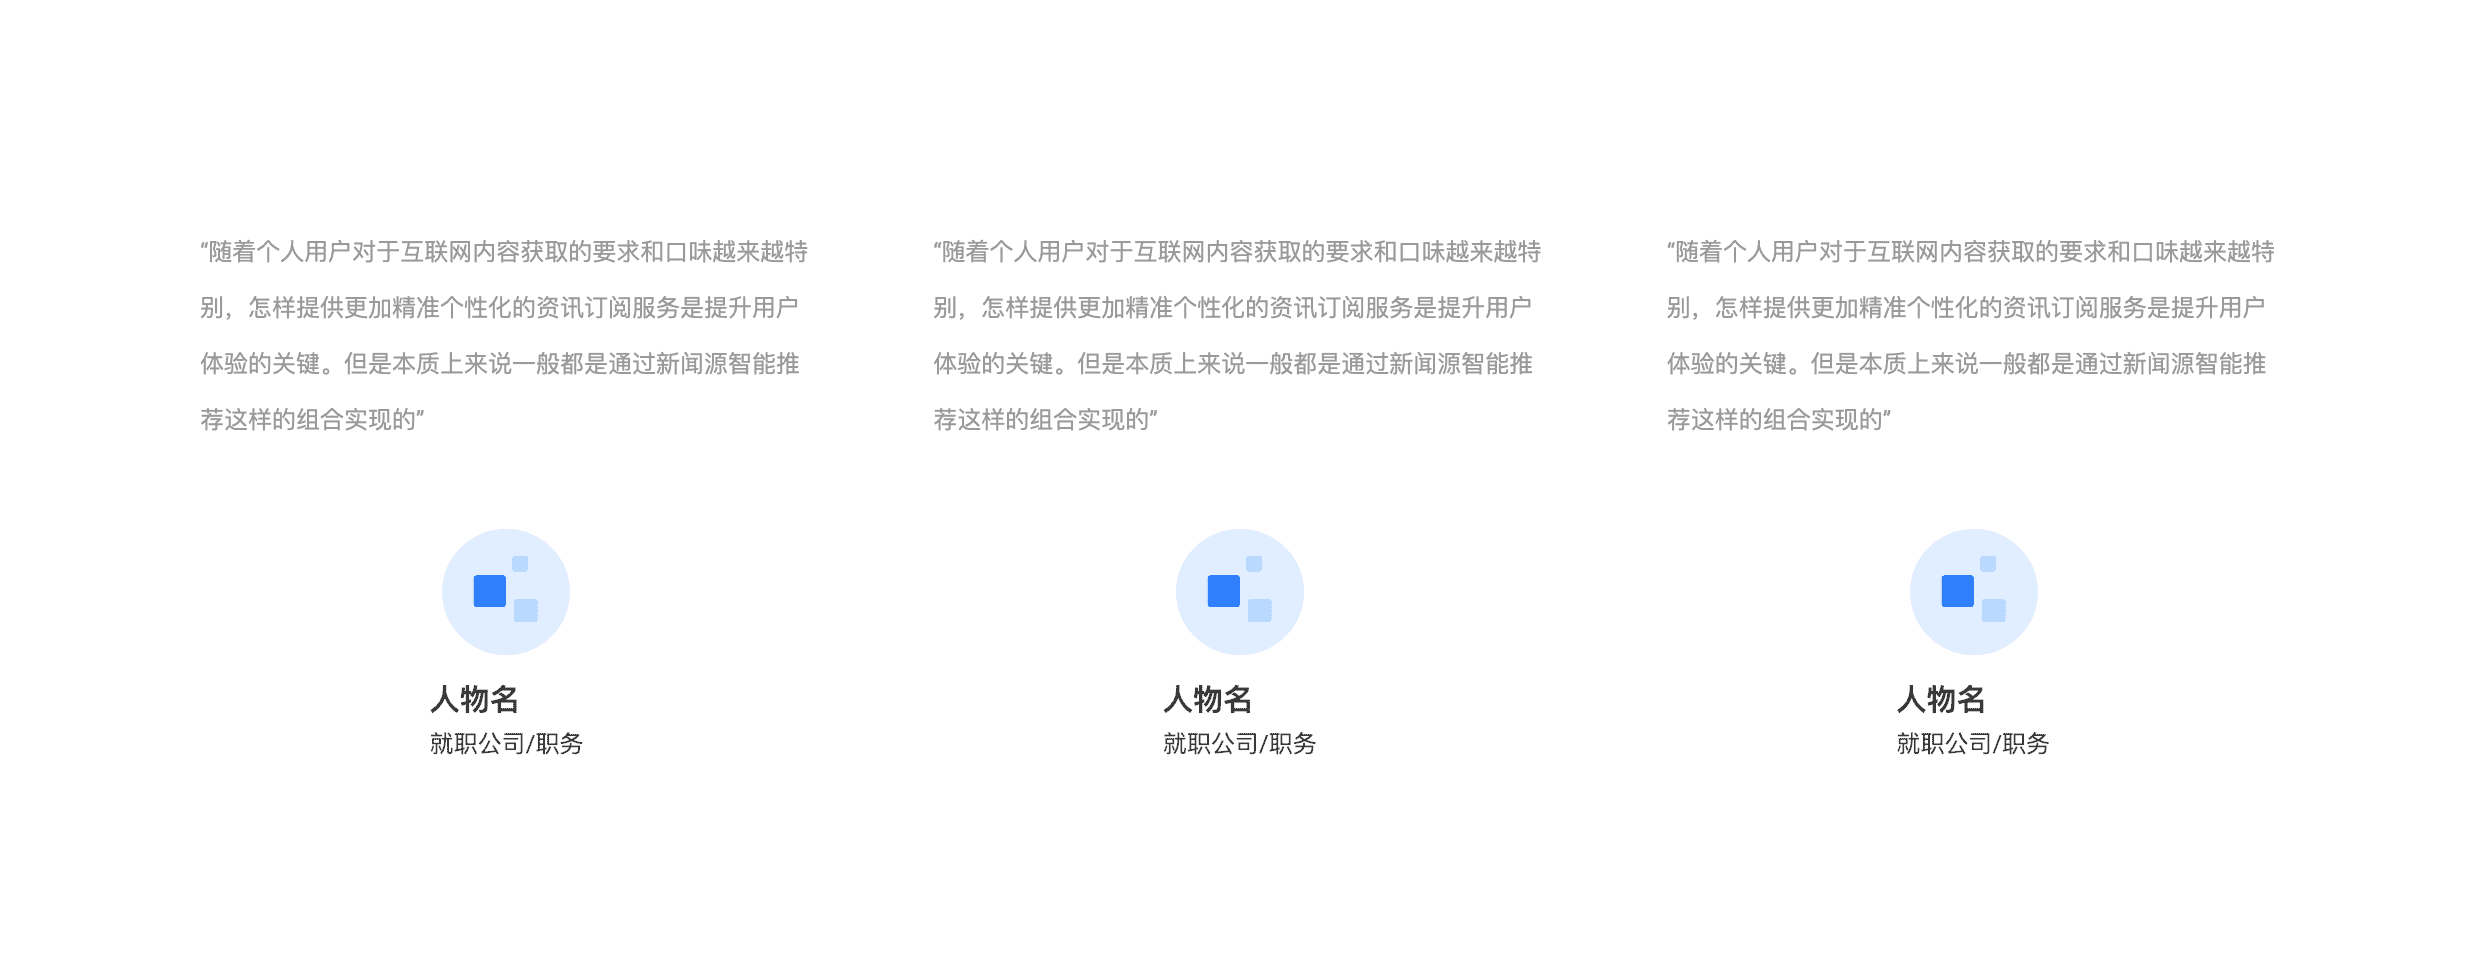 “随着个人用户对于互联网内容获取的要求和口味越来越特
别，怎样提供更加精准个性化的资讯订阅服务是提升用户
体验的关键。但是本质上来说一般都是通过新闻源智能推
荐这样的组合实现的”
人物名
就职公司/职务
“随着个人用户对于互联网内容获取的要求和口味越来越特
别，怎样提供更加精准个性化的资讯订阅服务是提升用户
体验的关键。但是本质上来说一般都是通过新闻源智能推
荐这样的组合实现的”
人物名
就职公司/职务
“随着个人用户对于互联网内容获取的要求和口味越来越特
别，怎样提供更加精准个性化的资讯订阅服务是提升用户
体验的关键。但是本质上来说一般都是通过新闻源智能推
荐这样的组合实现的”
人物名
就职公司/职务